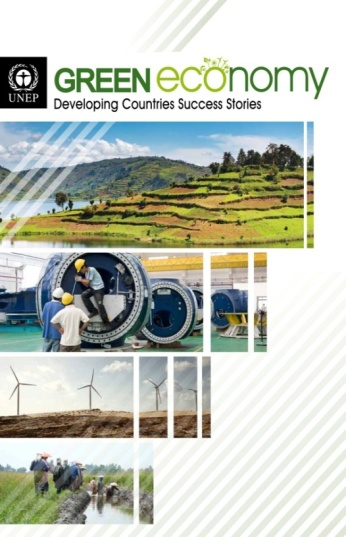 UNEP
GREEN economy
Developing Countries Success Stories